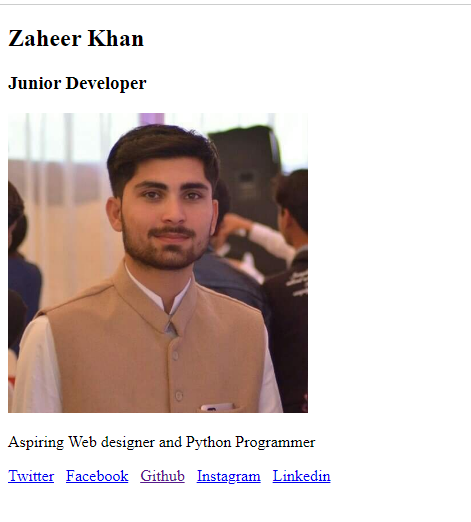 Zaheer Khan
Junior Developer
Aspiring Web designer and Python Programmer
Twitter Facebook Github Instagram Linkedin